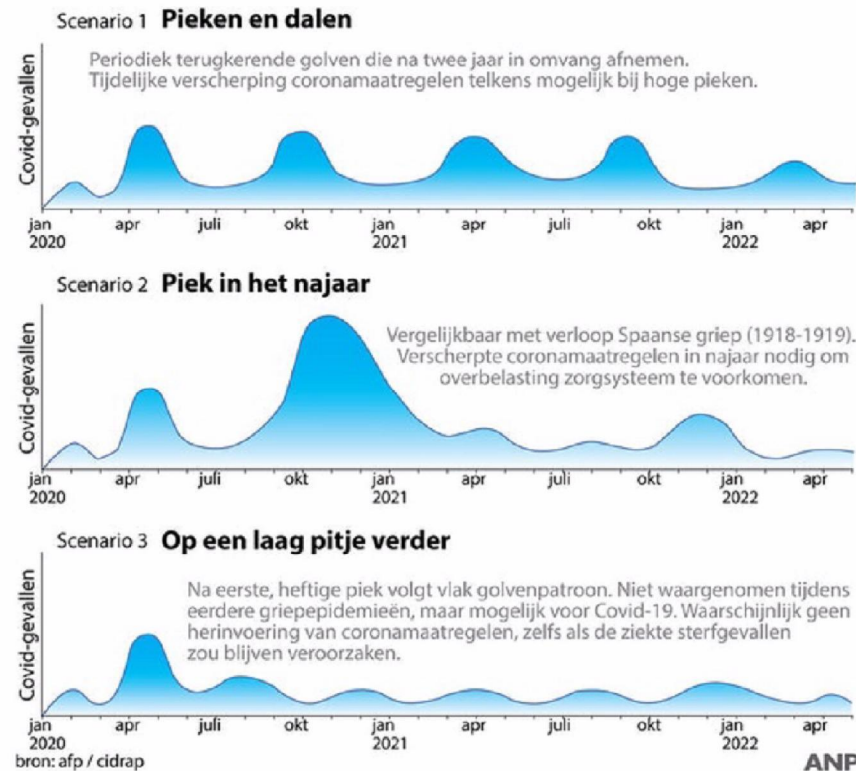 Scenario 1 Pieken en dalen
Periodiek terugkerende golven die na twee jaar in omvang afnemen.
Tijdelijke verscherping coronamaatregelen telkens mogelijk bij hoge pieken.
Covid-gevallen
jan apr juli okt jan apr juli okt jan apr
2020 2021 2022
Scenario 2 Piek in het najaar
Vergelijkbaar met verloop Spaanse griep (1918-1919).
Verscherpte coronamaatregelen in najaar nodig om
overbelasting zorgsysteem te voorkomen.
Covid-gevallen
jan apr juli okt jan apr juli okt jan apr
2020 2021 2022
Scenario 3 Op een laag pitje verder
Na eerste, heftige piek volgt vlak golvenpatroon. Niet waargenomen tijdens
eerdere griepepidemieën, maar mogelijk voor Covid-19. Waarschijnlijk geen
herinvoering van coronamaatregelen, zelfs als de ziekte sterfgevallen
zou blijven veroorzaken.
Covid-gevallen
jan apr juli okt jan apr juli okt jan apr
2020 2021 2022
bron: afp / cidrap ANP